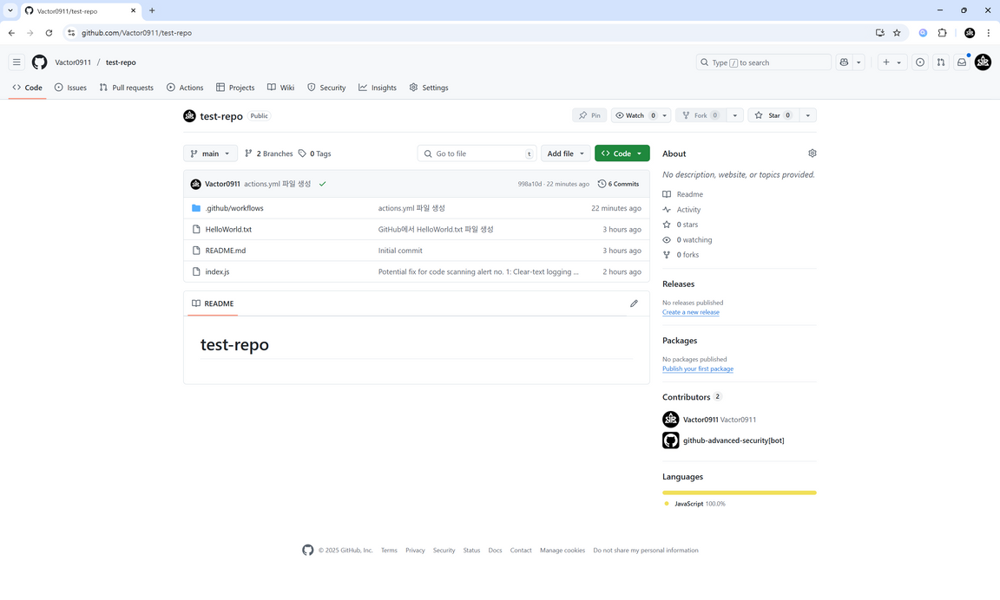 Vactor0911/test-repo
github.com/Vactor0911/test-repo
Vactor0911 / test-repo
Type / to search
Code Issues Pull requests Actions Projects Wiki Security Insights Settings
test-repo Public
Pin Watch 0 Fork 0 Star 0
main 2 Branches 0 Tags Go to file t Add file Code
Vactor0911 actions.yml 파일 생성 998a10d · 22 minutes ago 6 Commits
.github/workflows actions.yml 파일 생성 22 minutes ago
HelloWorld.txt GitHub에서 HelloWorld.txt 파일 생성 3 hours ago
README.md Initial commit 3 hours ago
index.js Potential fix for code scanning alert no. 1: Clear-text logging ... 2 hours ago
README
test-repo
About
No description, website, or topics provided.
Readme
Activity
0 stars
0 watching
0 forks
Releases
No releases published
Create a new release
Packages
No packages published
Publish your first package
Contributors 2
Vactor0911 Vactor0911
github-advanced-security[bot]
Languages
JavaScript 100.0%
© 2025 GitHub, Inc. Terms Privacy Security Status Docs Contact Manage cookies Do not share my personal information